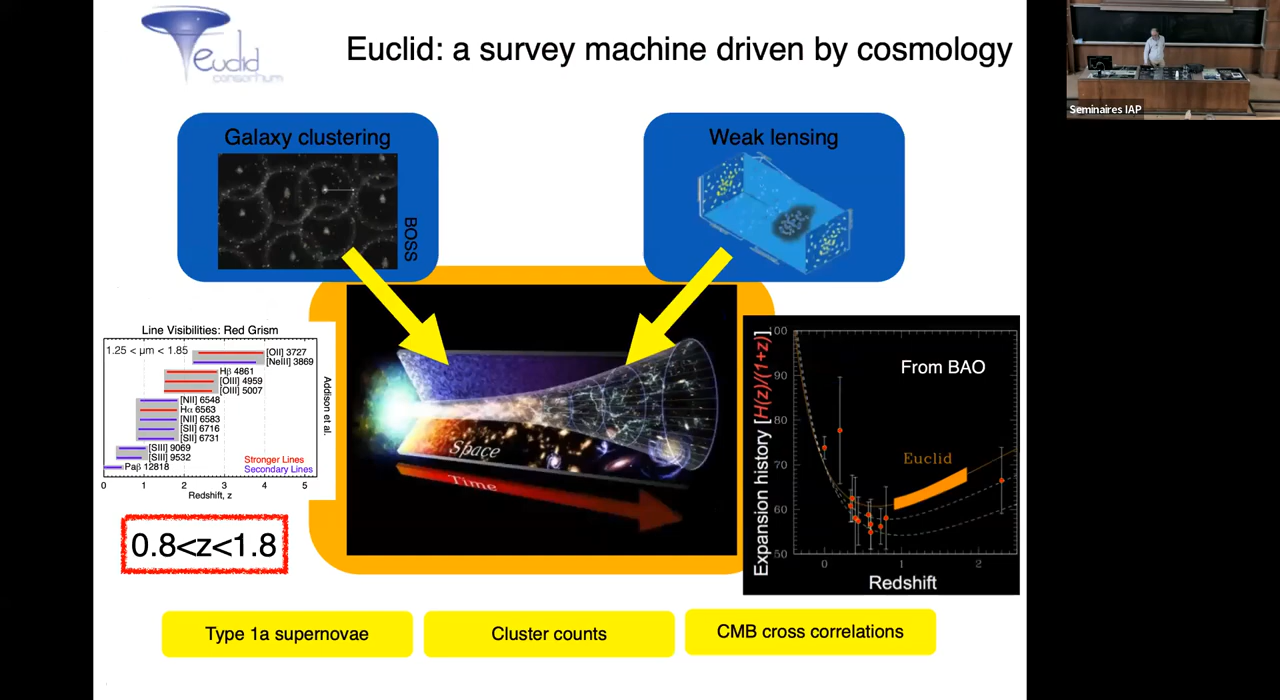 Euclid
consortium
Euclid: a survey machine driven by cosmology
Seminaires IAP
Galaxy clustering
BOSS
Weak lensing
Line Visibilities: Red Grism
1.25 < μm < 1.85
[OII] 3727
[NeIII] 3869
Hβ 4861
[OIII] 4959
[OIII] 5007
[NII] 6548
Hα 6563
[NII] 6583
[SII] 6716
[SII] 6731
[SIII] 9069
[SIII] 9532
Paβ 12818
Stronger Lines
Secondary Lines
0 1 2 3 4 5
Redshift, z
Addison et al.
0.8<z<1.8
Space
Time
From BAO
Euclid
Expansion history [H(z)/(1+z)]
100
90
80
70
60
50
0 1 2
Redshift
Type 1a supernovae
Cluster counts
CMB cross correlations